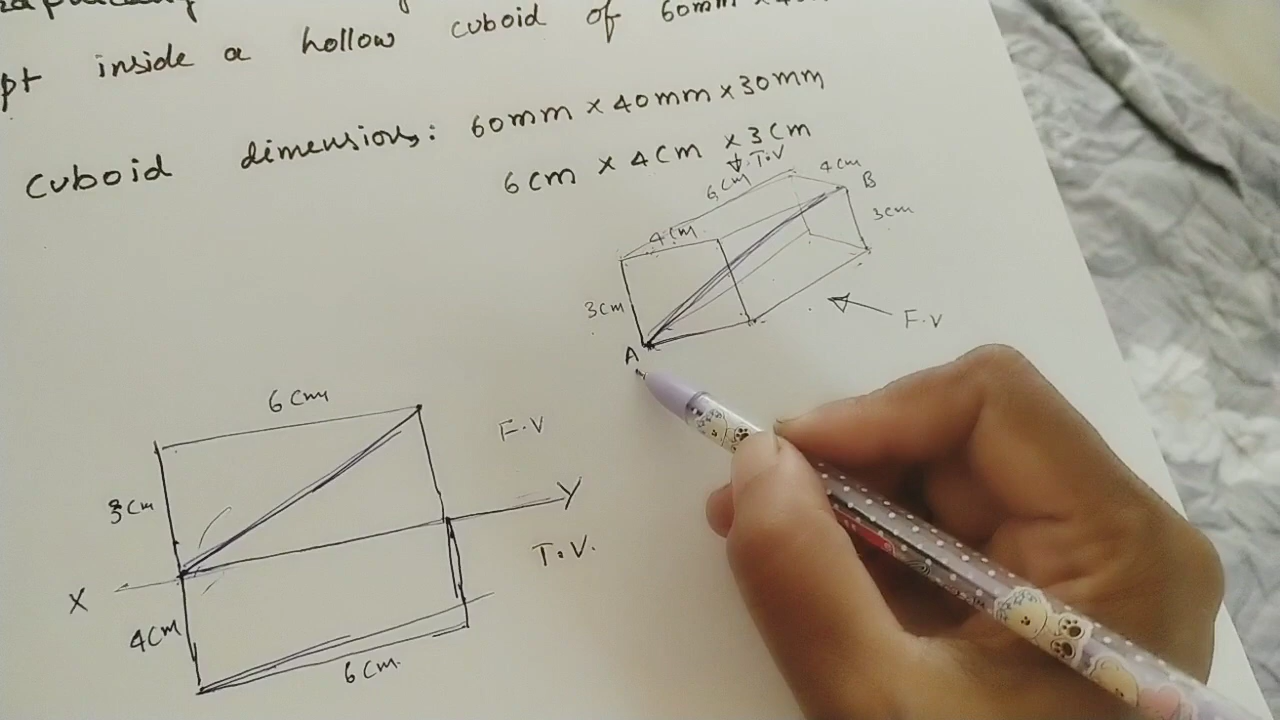 inside a hollow cuboid of 60mm
pt
cuboid dimensions: 60mm x 40mm x 30mm
6cm x 4cm x 3cm
T.V
6cm
4cm
B
4cm
3cm
3cm
A
F.V
6cm
F.V
3cm
Y
T.V.
X
4cm
6cm.